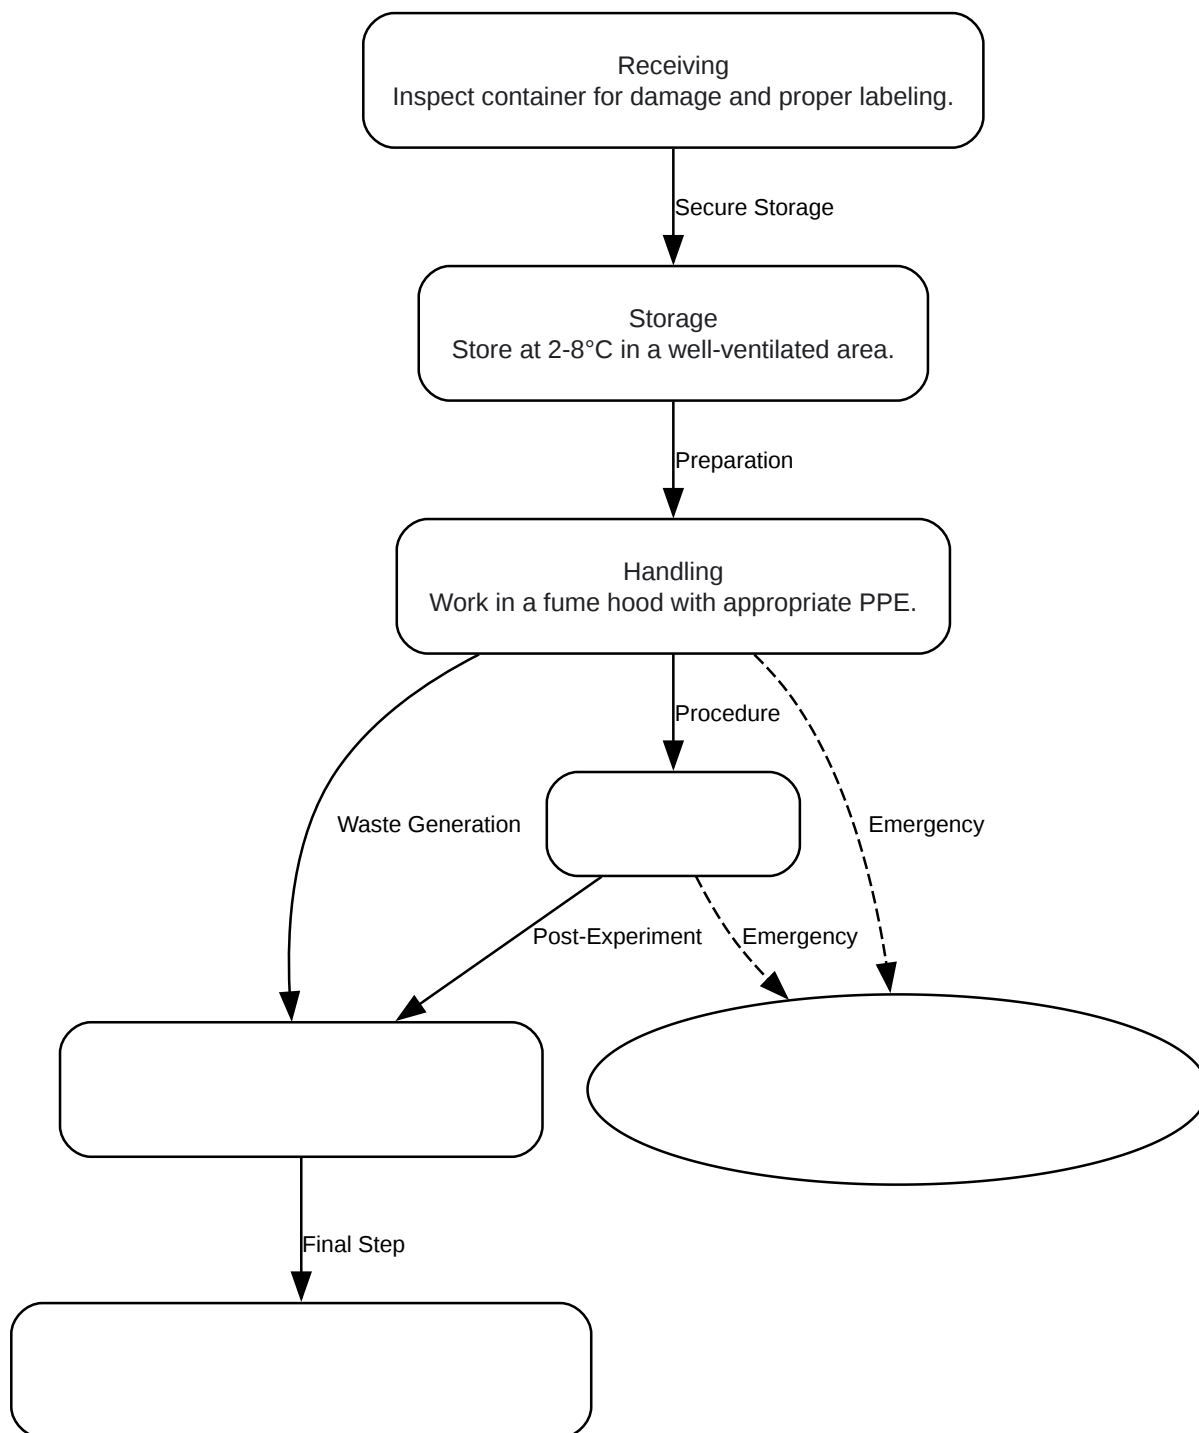 Receiving
Inspect container for damage and proper labeling.
Secure Storage
Storage
Store at 2-8°C in a well-ventilated area.
Preparation
Handling
Work in a fume hood with appropriate PPE.
Procedure
Waste Generation
Emergency
Post-Experiment
Emergency
Final Step